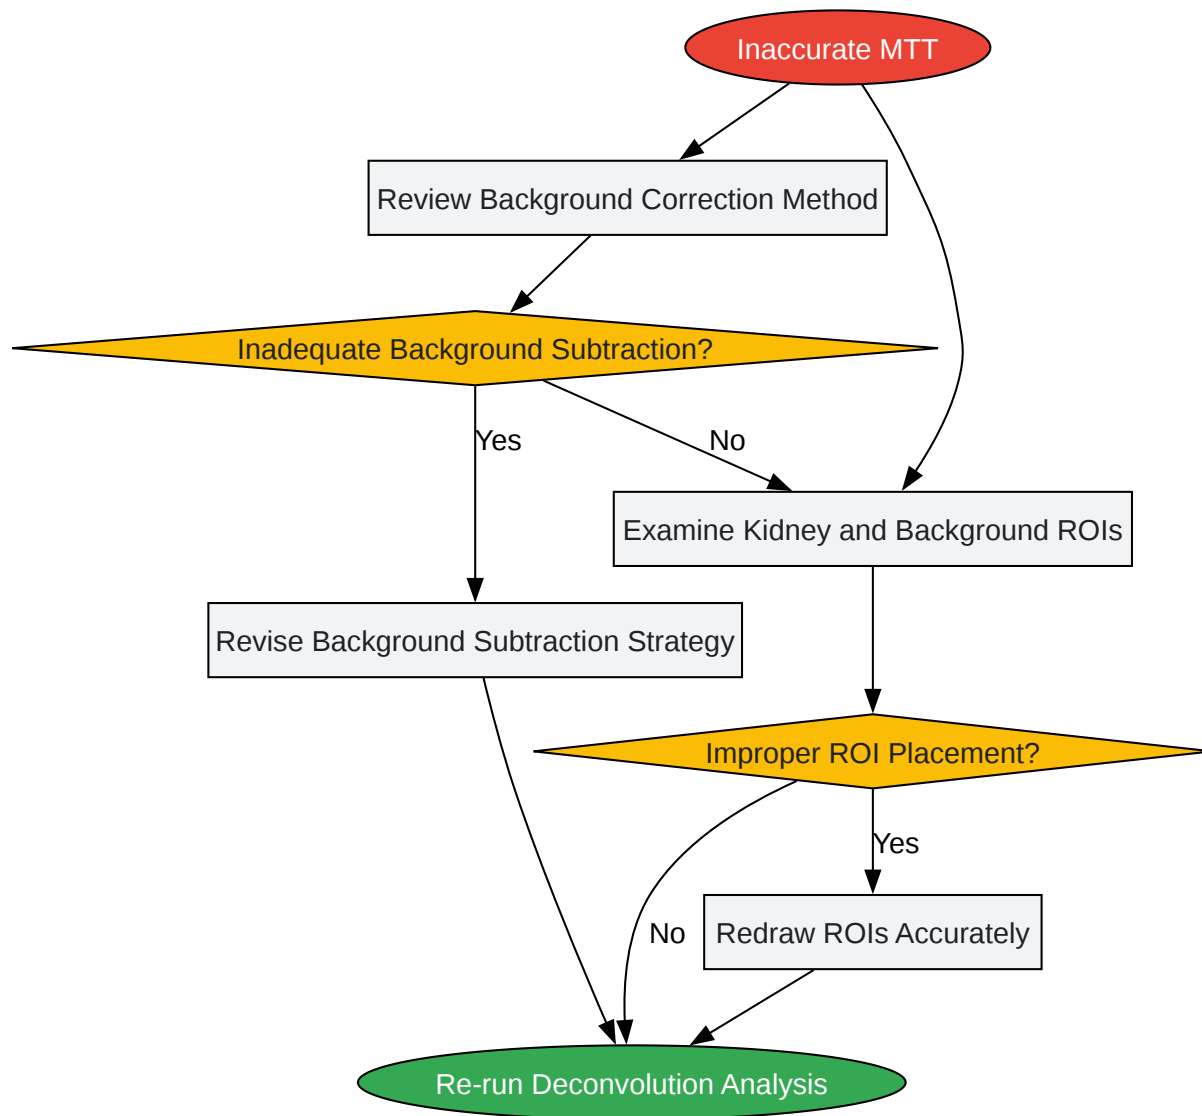 Inaccurate MTT
Review Background Correction Method
Inadequate Background Subtraction?
Yes
No
Examine Kidney and Background ROIs
Revise Background Subtraction Strategy
Improper ROI Placement?
Yes
No
Redraw ROIs Accurately
Re-run Deconvolution Analysis